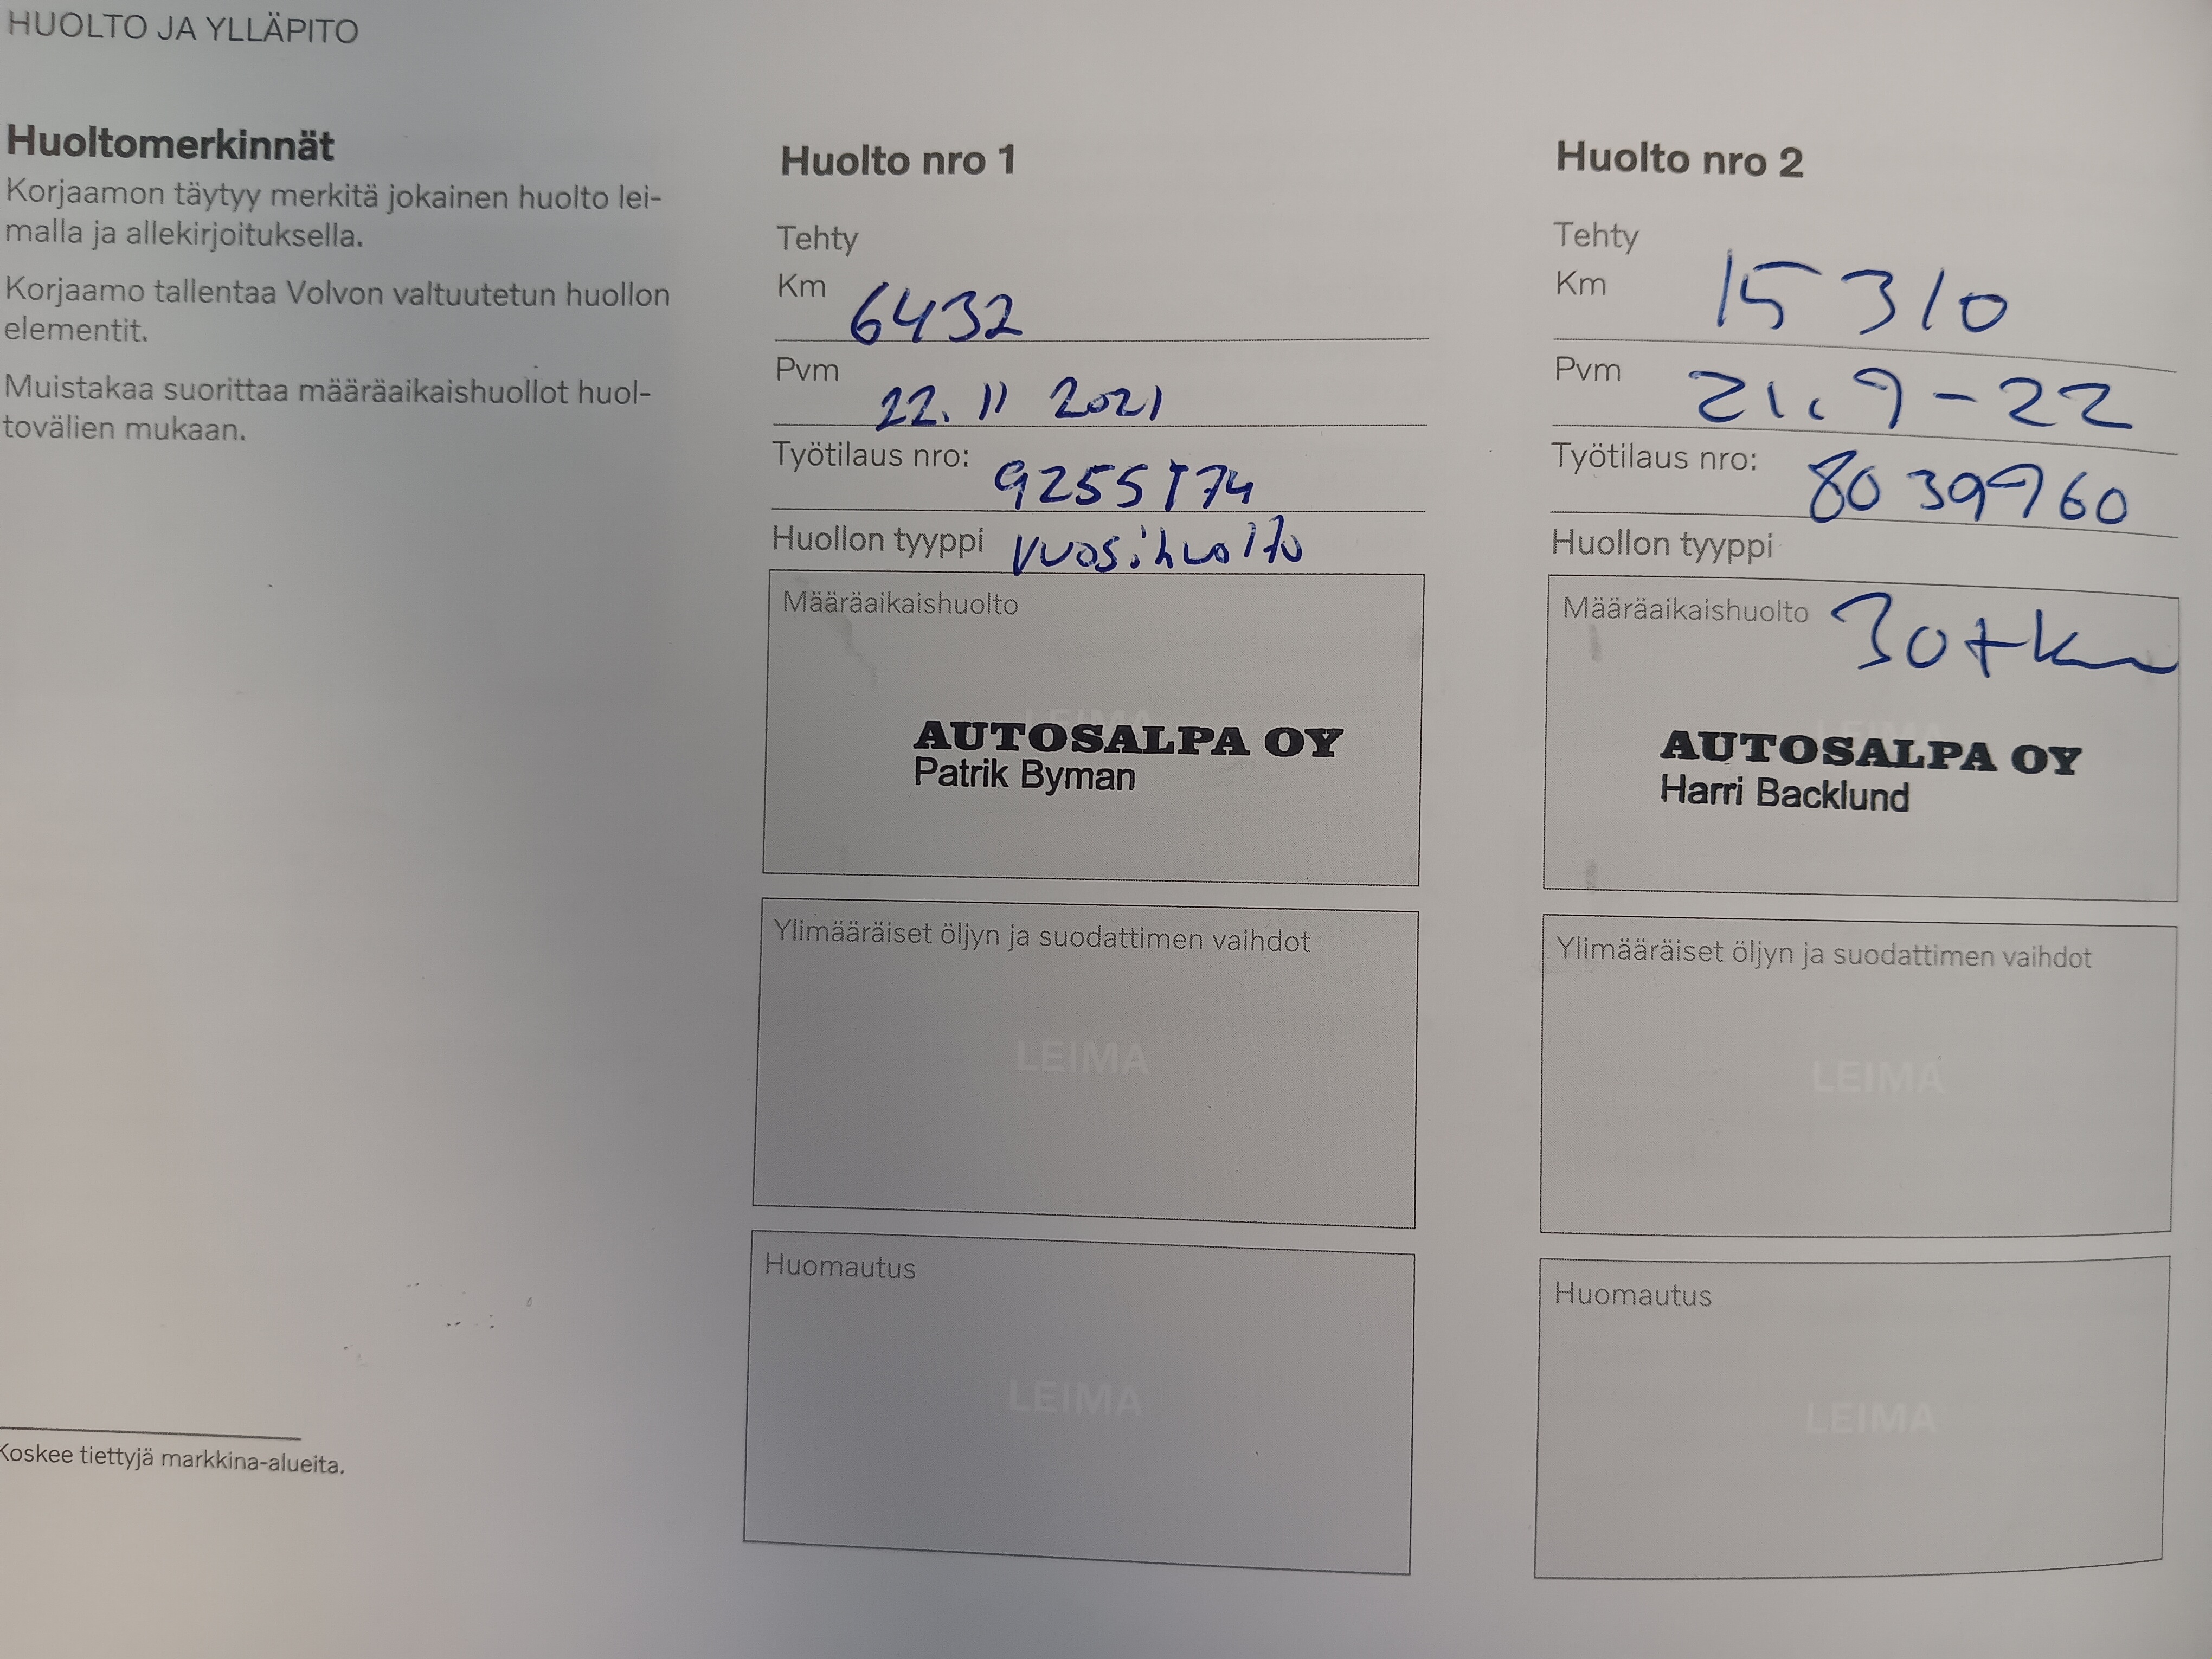 HUOLTO JA YLLÄPITO
Huoltomerkinnät
Korjaamon täytyy merkitä jokainen huolto lei-
malla ja allekirjoituksella.
Korjaamo tallentaa Volvon valtuutetun huollon
elementit.
Muistakaa suorittaa määräaikaishuollot huol-
tovälien mukaan.
Koskee tiettyjä markkina-alueita.
Huolto nro 1
Tehty
Km 6432
Pvm 22. 11 2021
Työtilaus nro:
Huollon tyyppi vuosihuolto
Määräaikaishuolto
AUTOSALPA OY
Patrik Byman
Ylimääräiset öljyn ja suodattimen vaihdot
LEIMA
Huomautus
LEIMA
Huolto nro 2
Tehty
Km 15 310
Pvm 21.9-22
Työtilaus nro:
Huollon tyyppi
Määräaikaishuolto 30tkm
LEIMA
AUTOSALPA OY
Harri Backlund
Ylimääräiset öljyn ja suodattimen vaihdot
LEIMA
Huomautus
LEIMA